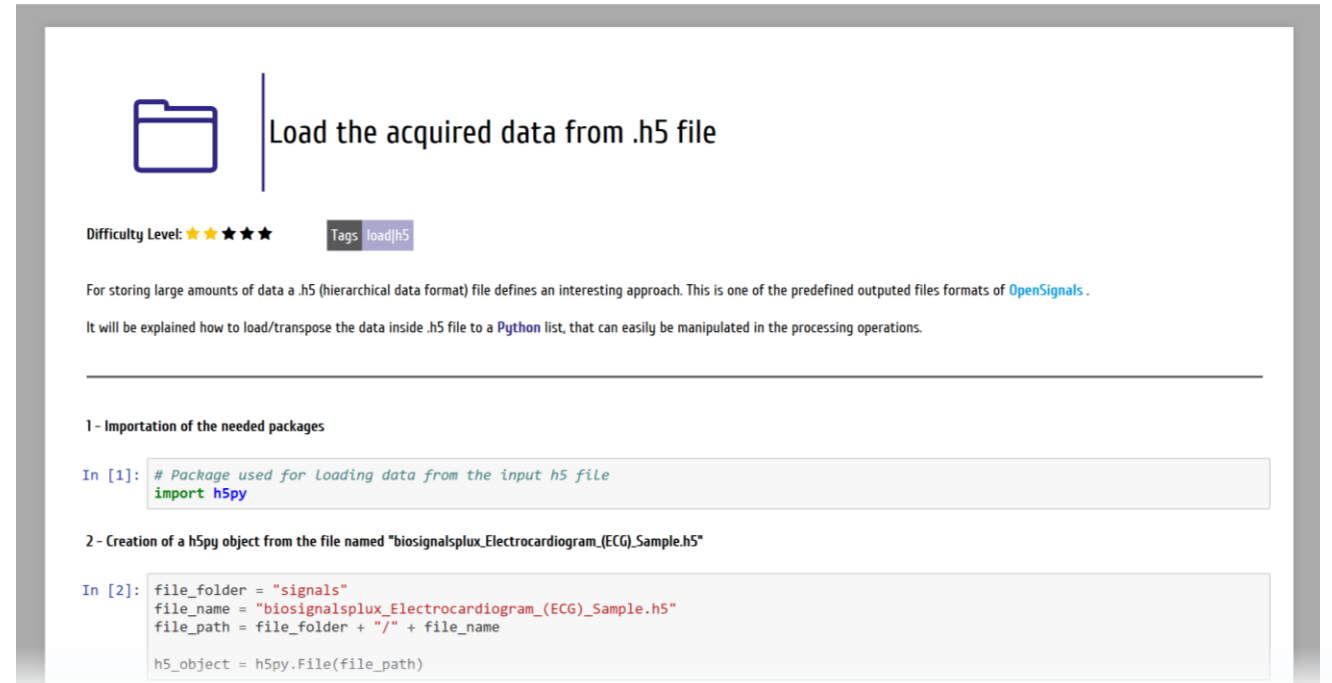 Load the acquired data from .h5 file
Difficulty Level: Tags load|h5
For storing large amounts of data a .h5 (hierarchical data format) file defines an interesting approach. This is one of the predefined outputed files formats of OpenSignals .
It will be explained how to load/transpose the data inside .h5 file to a Python list, that can easily be manipulated in the processing operations.
1 - Importation of the needed packages
In [1]: # Package used for loading data from the input h5 file
import h5py
2 - Creation of a h5py object from the file named "biosignalsplux_Electrocardiogram_(ECG)_Sample.h5"
In [2]: file_folder = "signals"
file_name = "biosignalsplux_Electrocardiogram_(ECG)_Sample.h5"
file_path = file_folder + "/" + file_name
h5_object = h5py.File(file_path)